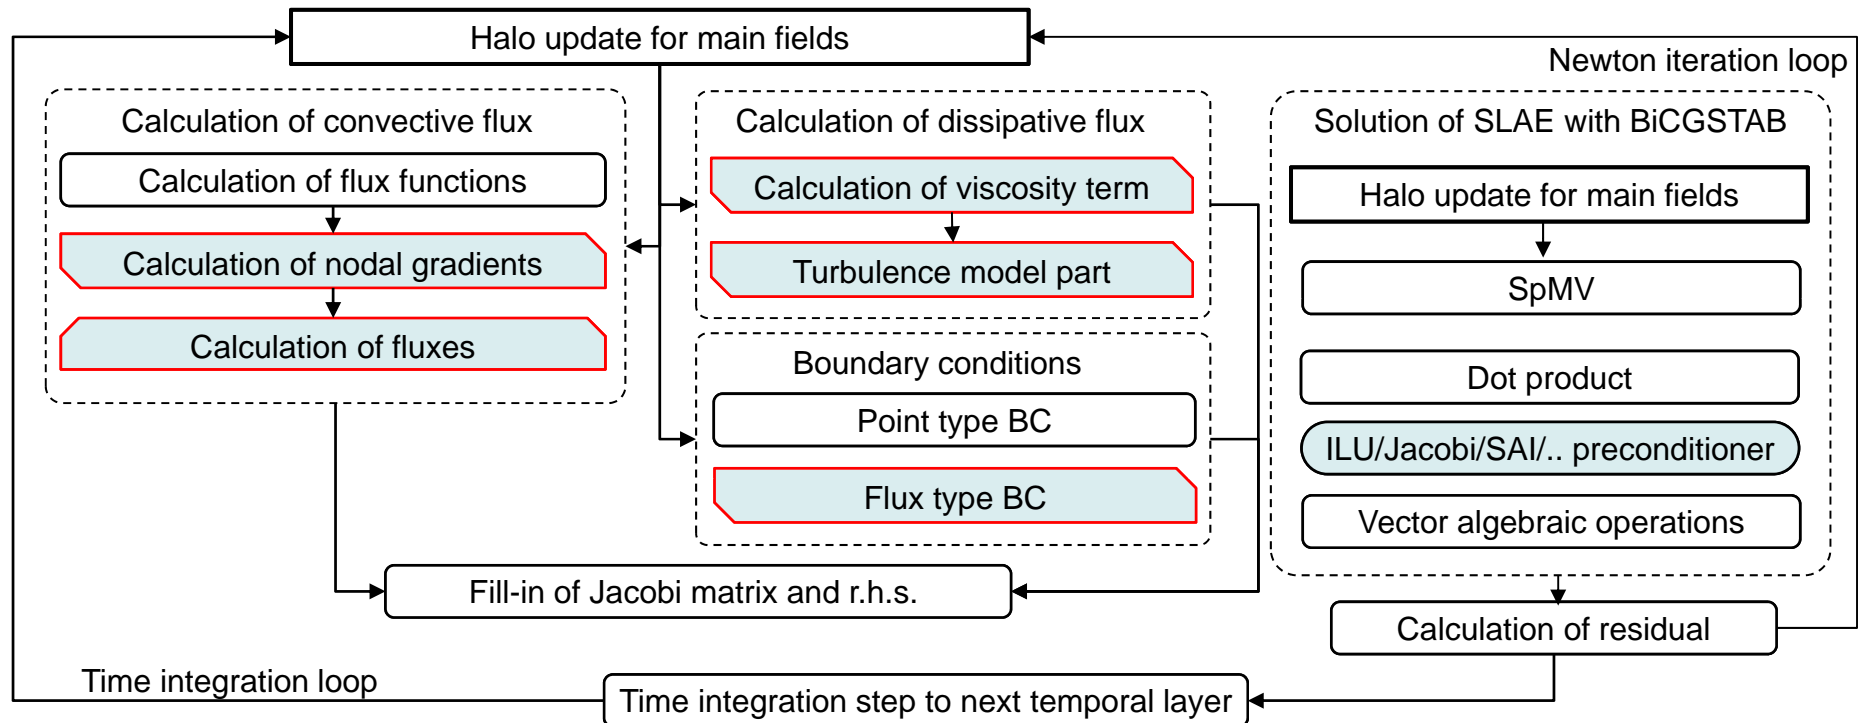 Halo update for main fields
Newton iteration loop
Calculation of convective flux
Calculation of flux functions
Calculation of nodal gradients
Calculation of fluxes
Calculation of dissipative flux
Calculation of viscosity term
Turbulence model part
Boundary conditions
Point type BC
Flux type BC
Solution of SLAE with BiCGSTAB
Halo update for main fields
SpMV
Dot product
ILU/Jacobi/SAI/.. preconditioner
Vector algebraic operations
Fill-in of Jacobi matrix and r.h.s.
Calculation of residual
Time integration loop
Time integration step to next temporal layer